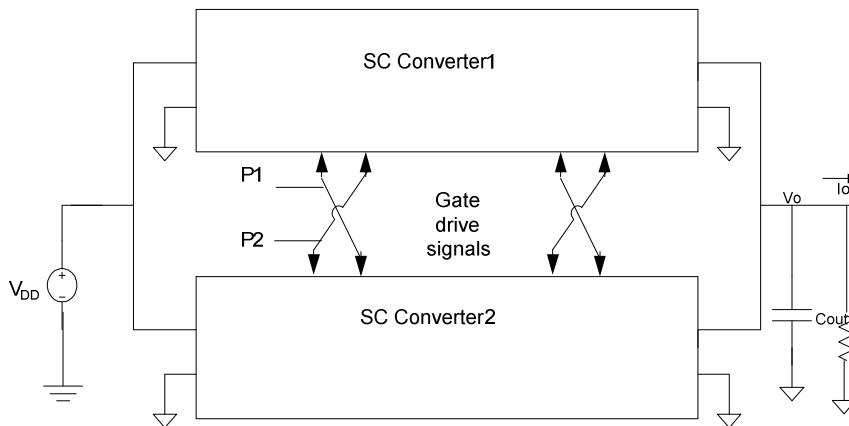 SC Converter1
P1
P2
Gate
drive
signals
Io
Vo
+
−
VDD
Cout
SC Converter2